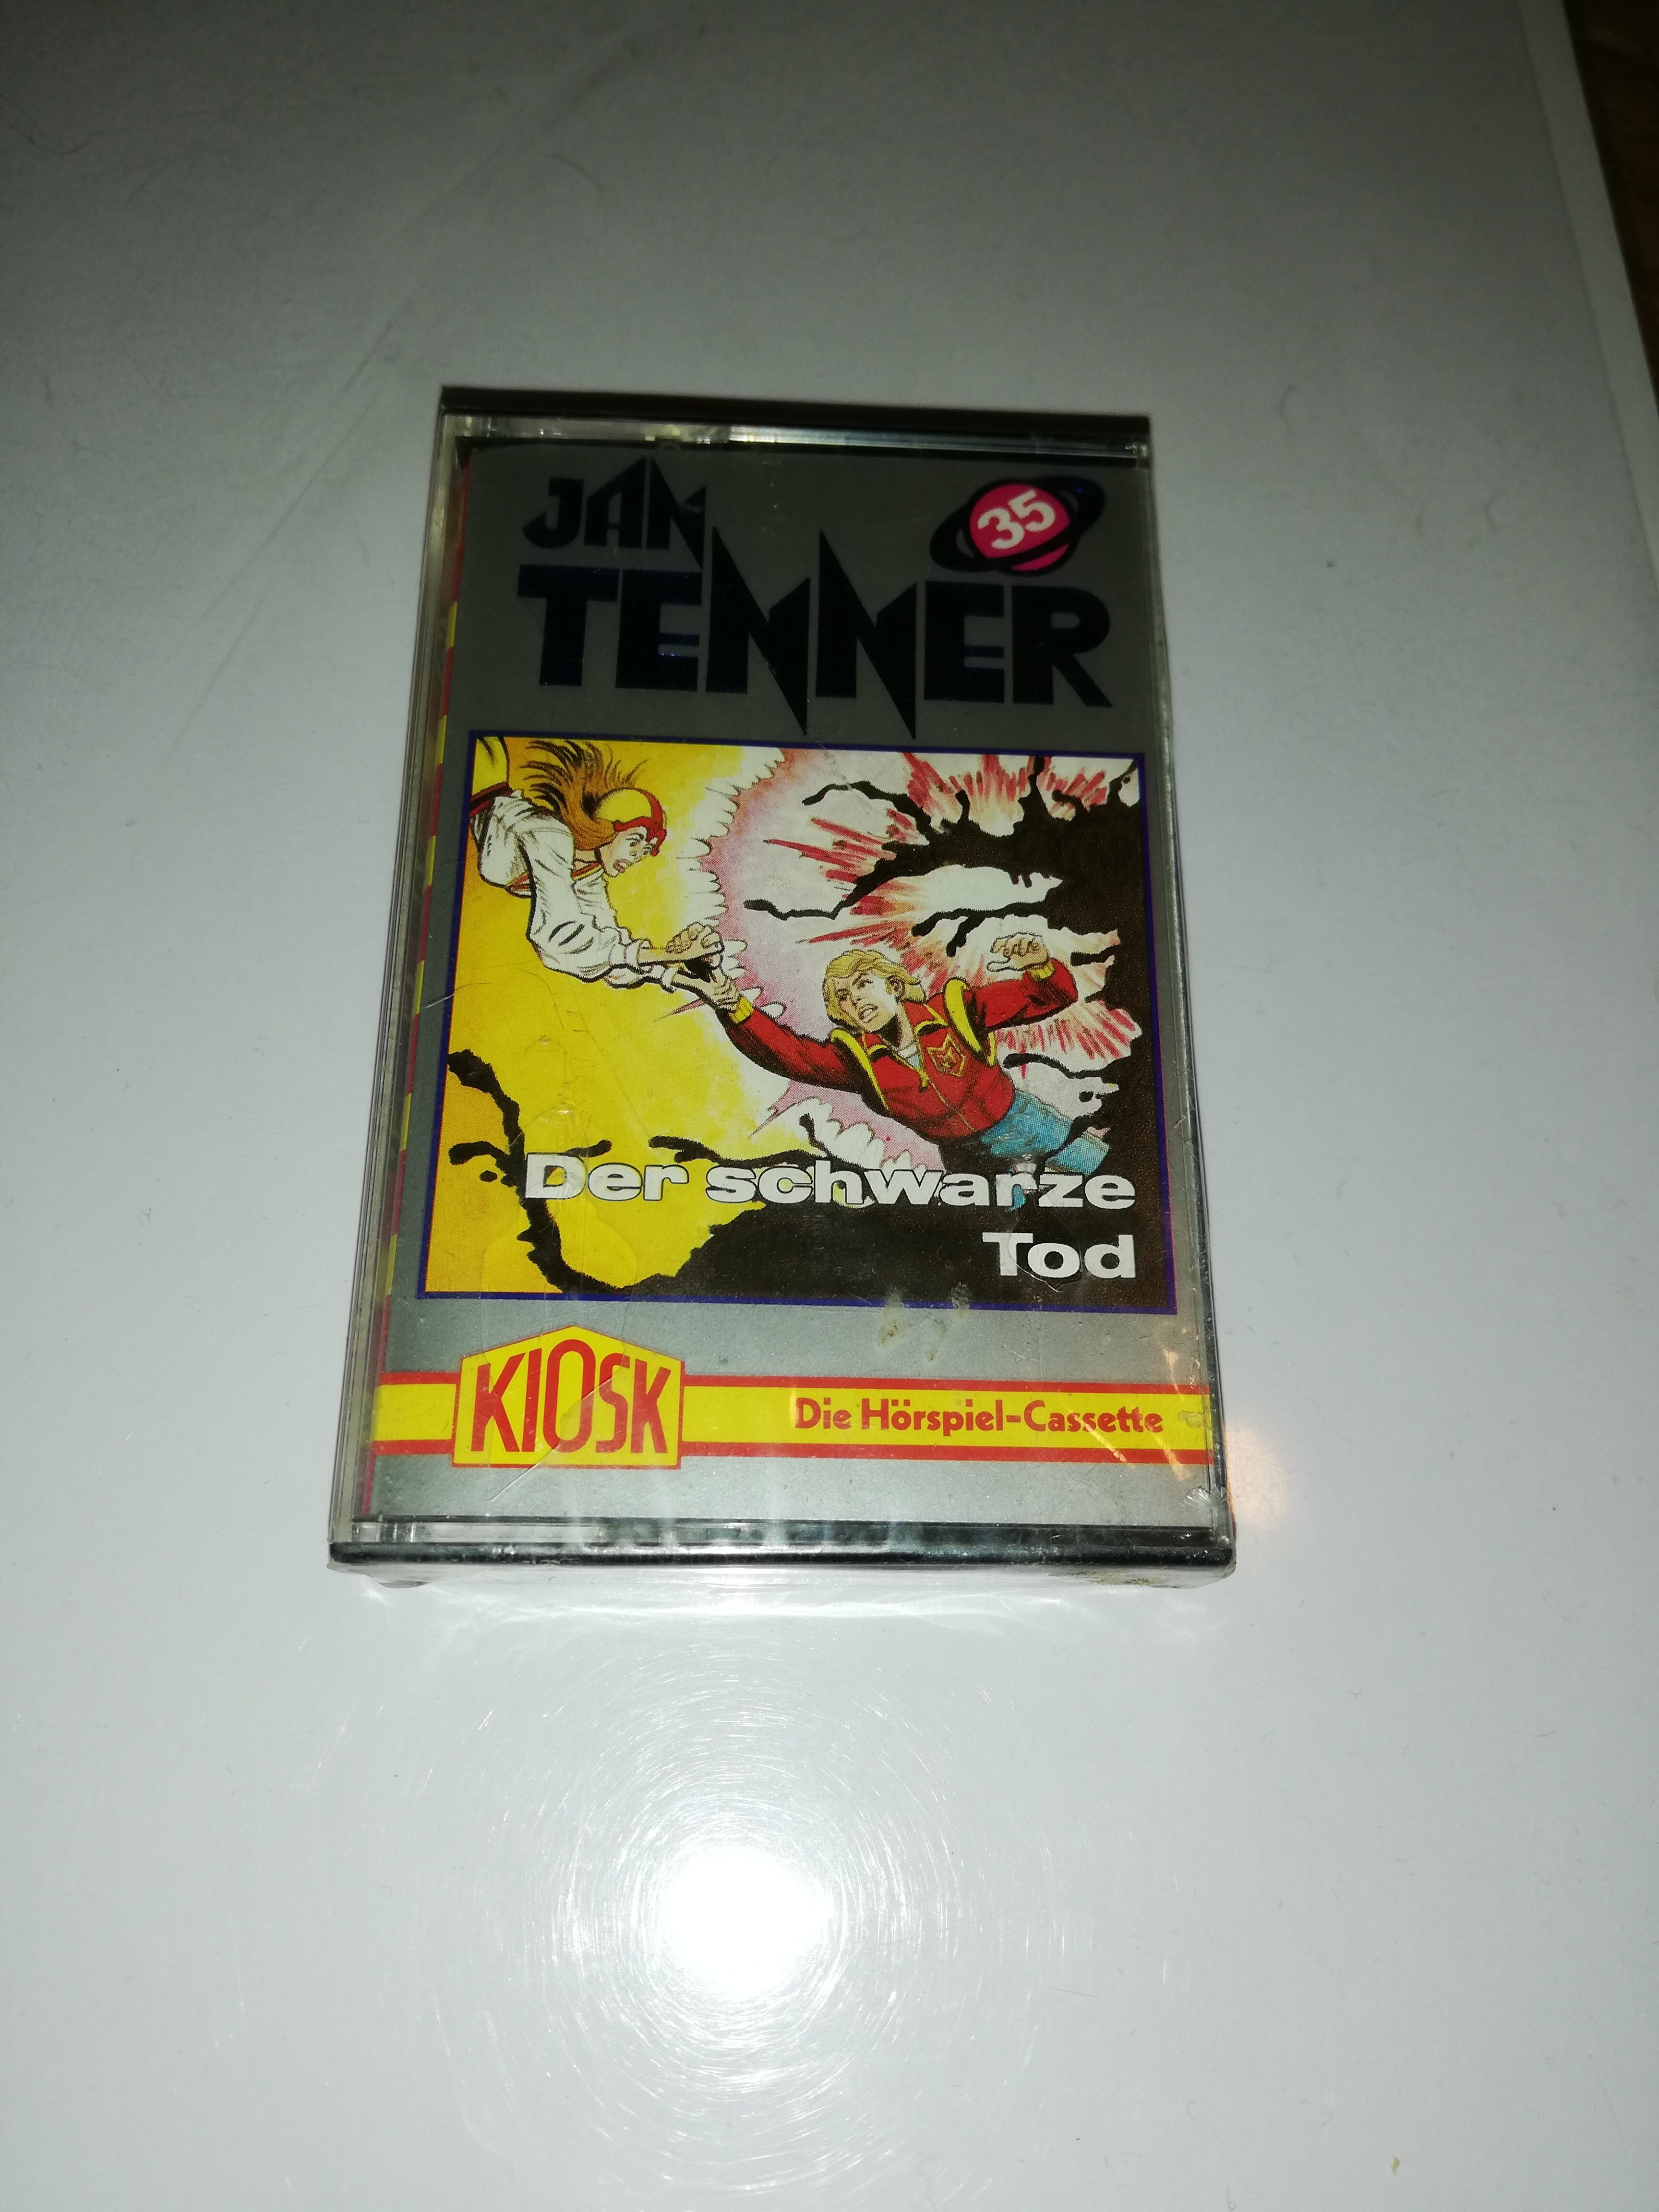 JAN
35
TENNER
Der schwarze
Tod
KIOSK
Die Hörspiel-Cassette